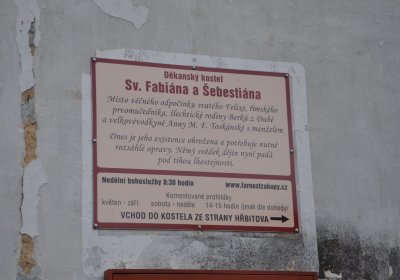 Děkanský kostel
Sv. Fabiána a Šebestiána
Místo věčného odpočinku svatého Felixe, římského
prvomučedníka, šlechtické rodiny Berků z Dubé
a velkovévodkyně Anny M. F. Toskánské s manželem
Dnes je jeho existence ohrožena a potřebuje nutné
rozsáhlé opravy. Němý svědek dějin nyní padá
pod tíhou lhostejnosti.
Nedělní bohoslužby 8:30 hodin www.farnostzakupy.cz
Komentované prohlídky
květen - září: sobota - neděle 14-15 hodin /jinak dle dohody/
VCHOD DO KOSTELA ZE STRANY HŘBITOVA